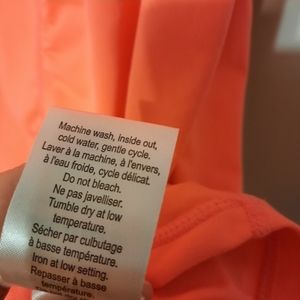 Machine wash, inside out,
cold water, gentle cycle.
Laver à la machine, à l'envers,
à l'eau froide, cycle délicat.
Do not bleach.
Ne pas javelliser.
Tumble dry at low
temperature.
Sécher par culbutage
à basse température.
Iron at low setting.
Repasser à basse
température.